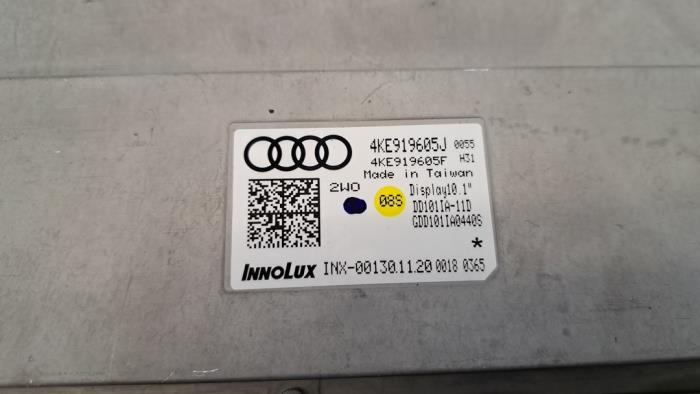 4KE919605J 0055
4KE919605F H31
Made in Taiwan
2WO 08S Display10.1"
DD101IA-11D
GDD101IA0440S
*
INNOLUX INX-00130.11.20 0018 0365